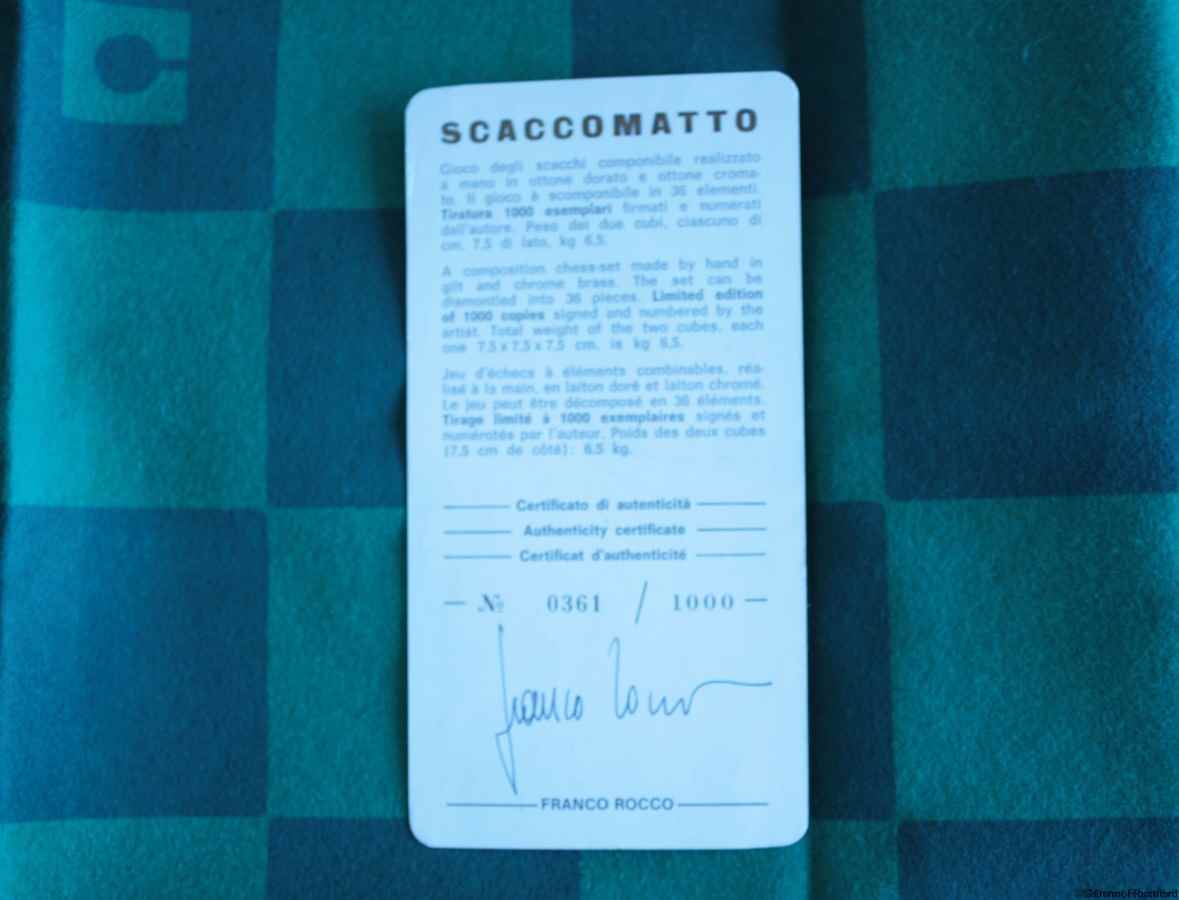 SCACCOMATTO
Gioco degli scacchi componibile realizzato
a mano in ottone dorato e ottone croma-
to. Il gioco è scomponibile in 36 elementi.
Tiratura 1000 esemplari firmati e numerati
dall'autore. Peso dei due cubi, ciascuno di
cm. 7,5 di lato, kg 6,5.
A composition chess-set made by hand in
gilt and chrome brass. The set can be
dismontled into 36 pieces. Limited edition
of 1000 copies signed and numbered by the
artist. Total weight of the two cubes, each
one 7,5 x 7,5 x 7,5 cm. is kg 6,5.
Jeu d'échecs à éléments combinables, réa-
lisé à la main, en laiton doré et laiton chromé.
Le jeu peut être décomposé en 36 éléments.
Tirage limité à 1000 exemplaires signés et
numérotés par l'auteur. Poids des deux cubes
(7,5 cm de côté): 6,5 kg.
Certificato di autenticità
Authenticity certificate
Certificat d'authenticité
— № 0361 / 1000 —
Franco Rocco
FRANCO ROCCO